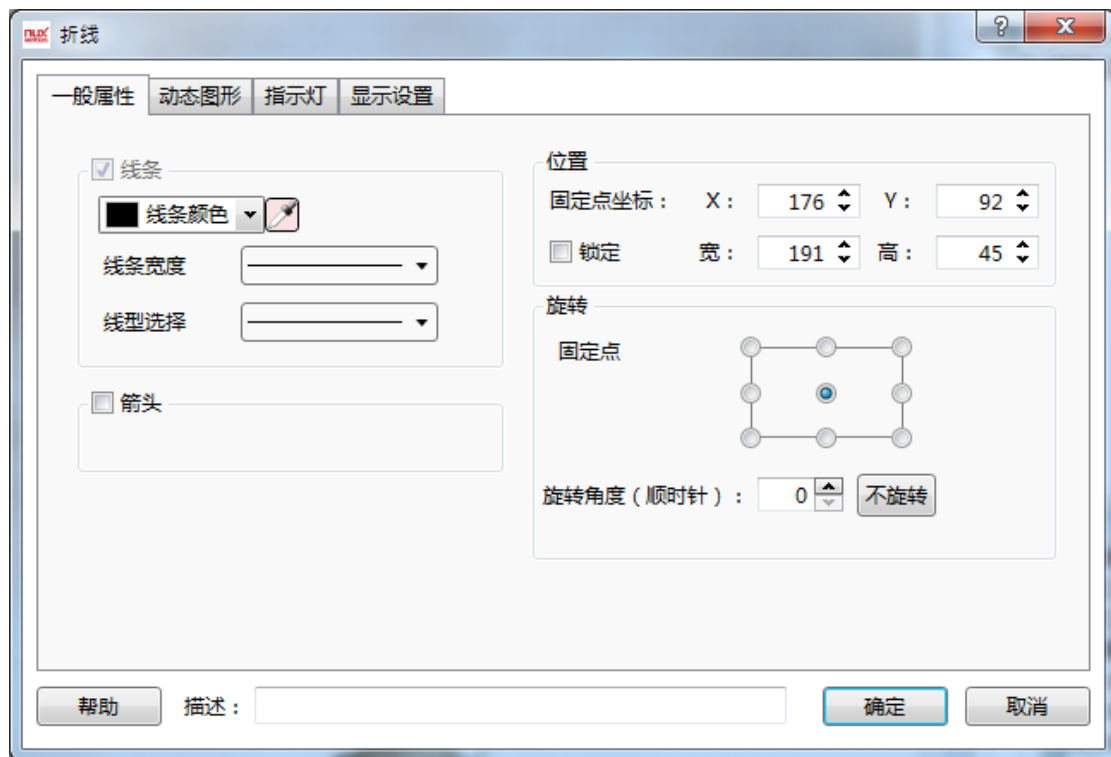 折线
一般属性 动态图形 指示灯 显示设置
线条
线条颜色
线条宽度
线型选择
箭头
位置
固定点坐标： X： 176 Y： 92
锁定 宽： 191 高： 45
旋转
固定点
旋转角度（顺时针）： 0 不旋转
帮助 描述： 确定 取消